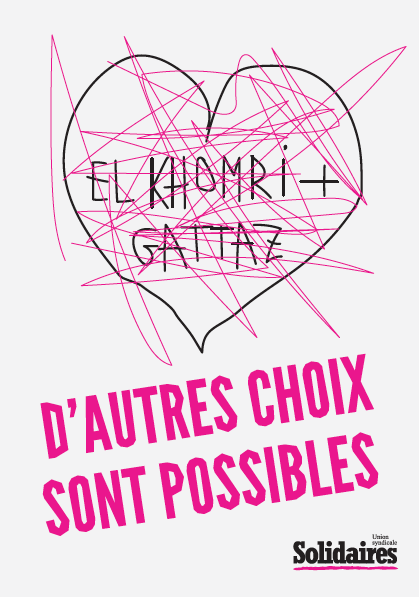 EL KHOMRi +
GATTAZ
D'AUTRES CHOIX
SONT POSSIBLES
Union
syndicale
Solidaires